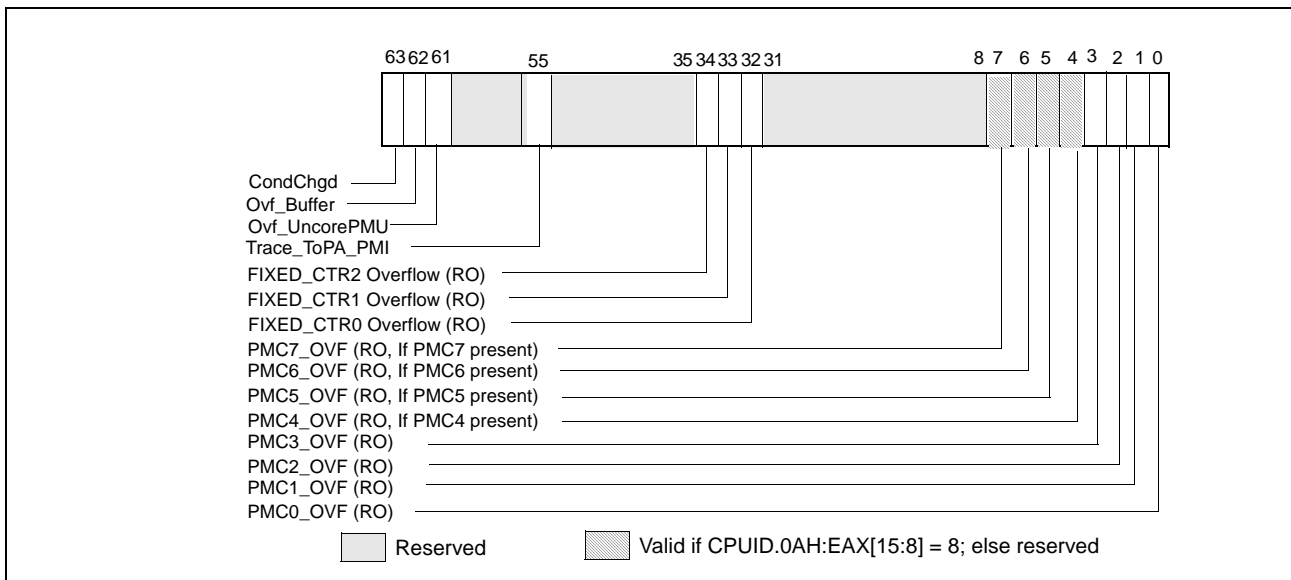 63 62 61 55 35 34 33 32 31 8 7 6 5 4 3 2 1 0
CondChgd
Ovf_Buffer
Ovf_UncorePMU
Trace_ToPA_PMI
FIXED_CTR2 Overflow (RO)
FIXED_CTR1 Overflow (RO)
FIXED_CTR0 Overflow (RO)
PMC7_OVF (RO, If PMC7 present)
PMC6_OVF (RO, If PMC6 present)
PMC5_OVF (RO, If PMC5 present)
PMC4_OVF (RO, If PMC4 present)
PMC3_OVF (RO)
PMC2_OVF (RO)
PMC1_OVF (RO)
PMC0_OVF (RO)
Reserved Valid if CPUID.0AH:EAX[15:8] = 8; else reserved